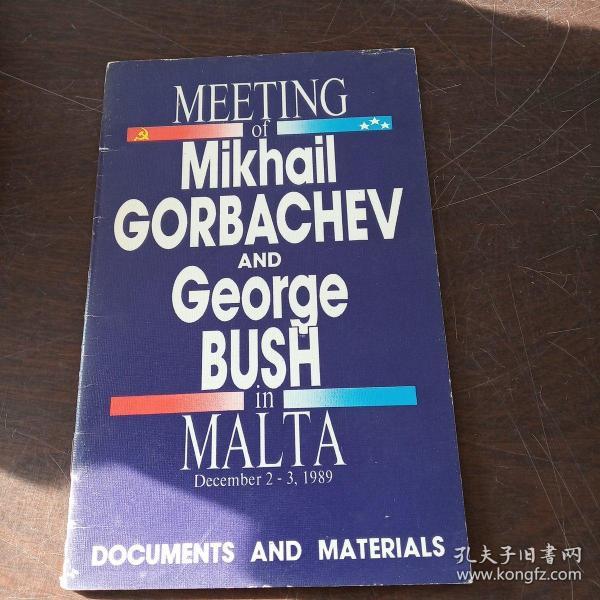 MEETING
of
Mikhail
GORBACHEV
AND
George
BUSH
in
MALTA
December 2 - 3, 1989
DOCUMENTS AND MATERIALS
孔夫子旧书网
www.kongfz.com